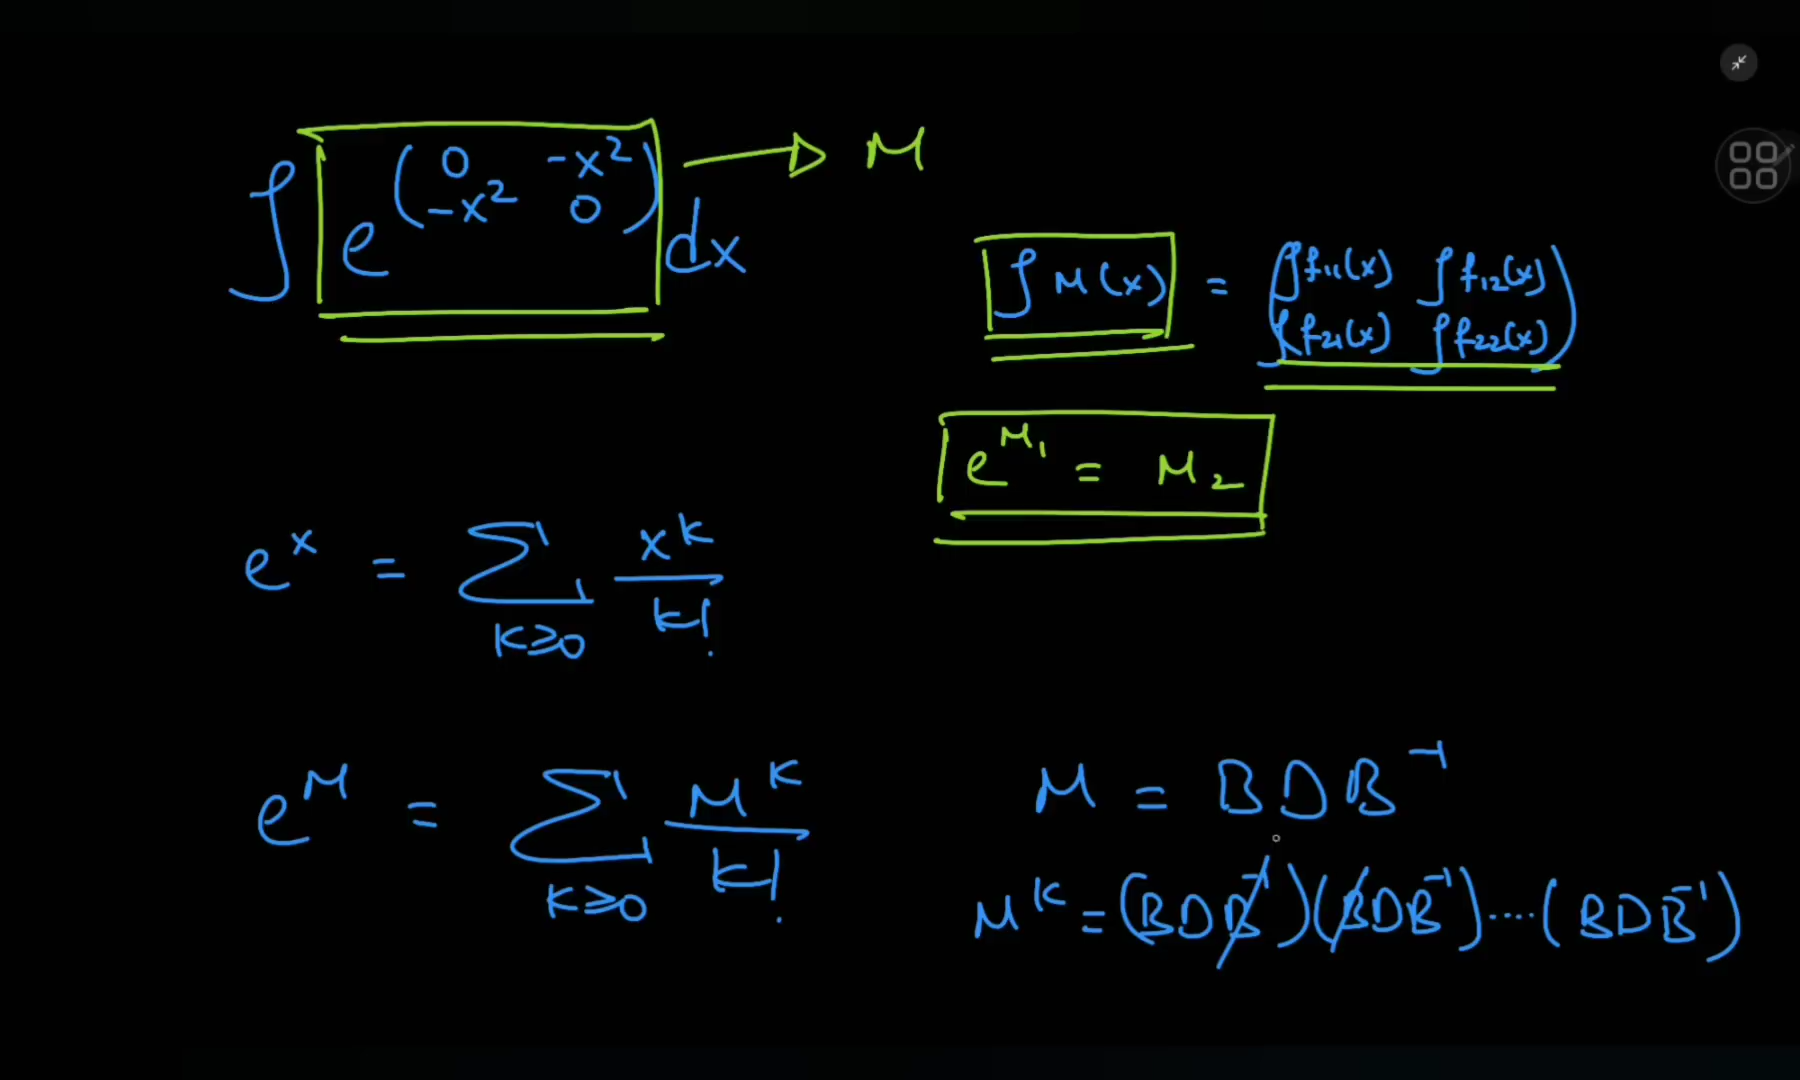 ∫ e^(0 -x² / -x² 0) dx → M
∫ M(x) = (∫f₁₁(x) ∫f₁₂(x) / ∫f₂₁(x) ∫f₂₂(x))
e^M₁ = M₂
e^x = Σ_{K≥0} x^K / K!
e^M = Σ_{K≥0} M^K / K!
M = BDB⁻¹
M^K = (BDB⁻¹)(BDB⁻¹)....(BDB⁻¹)